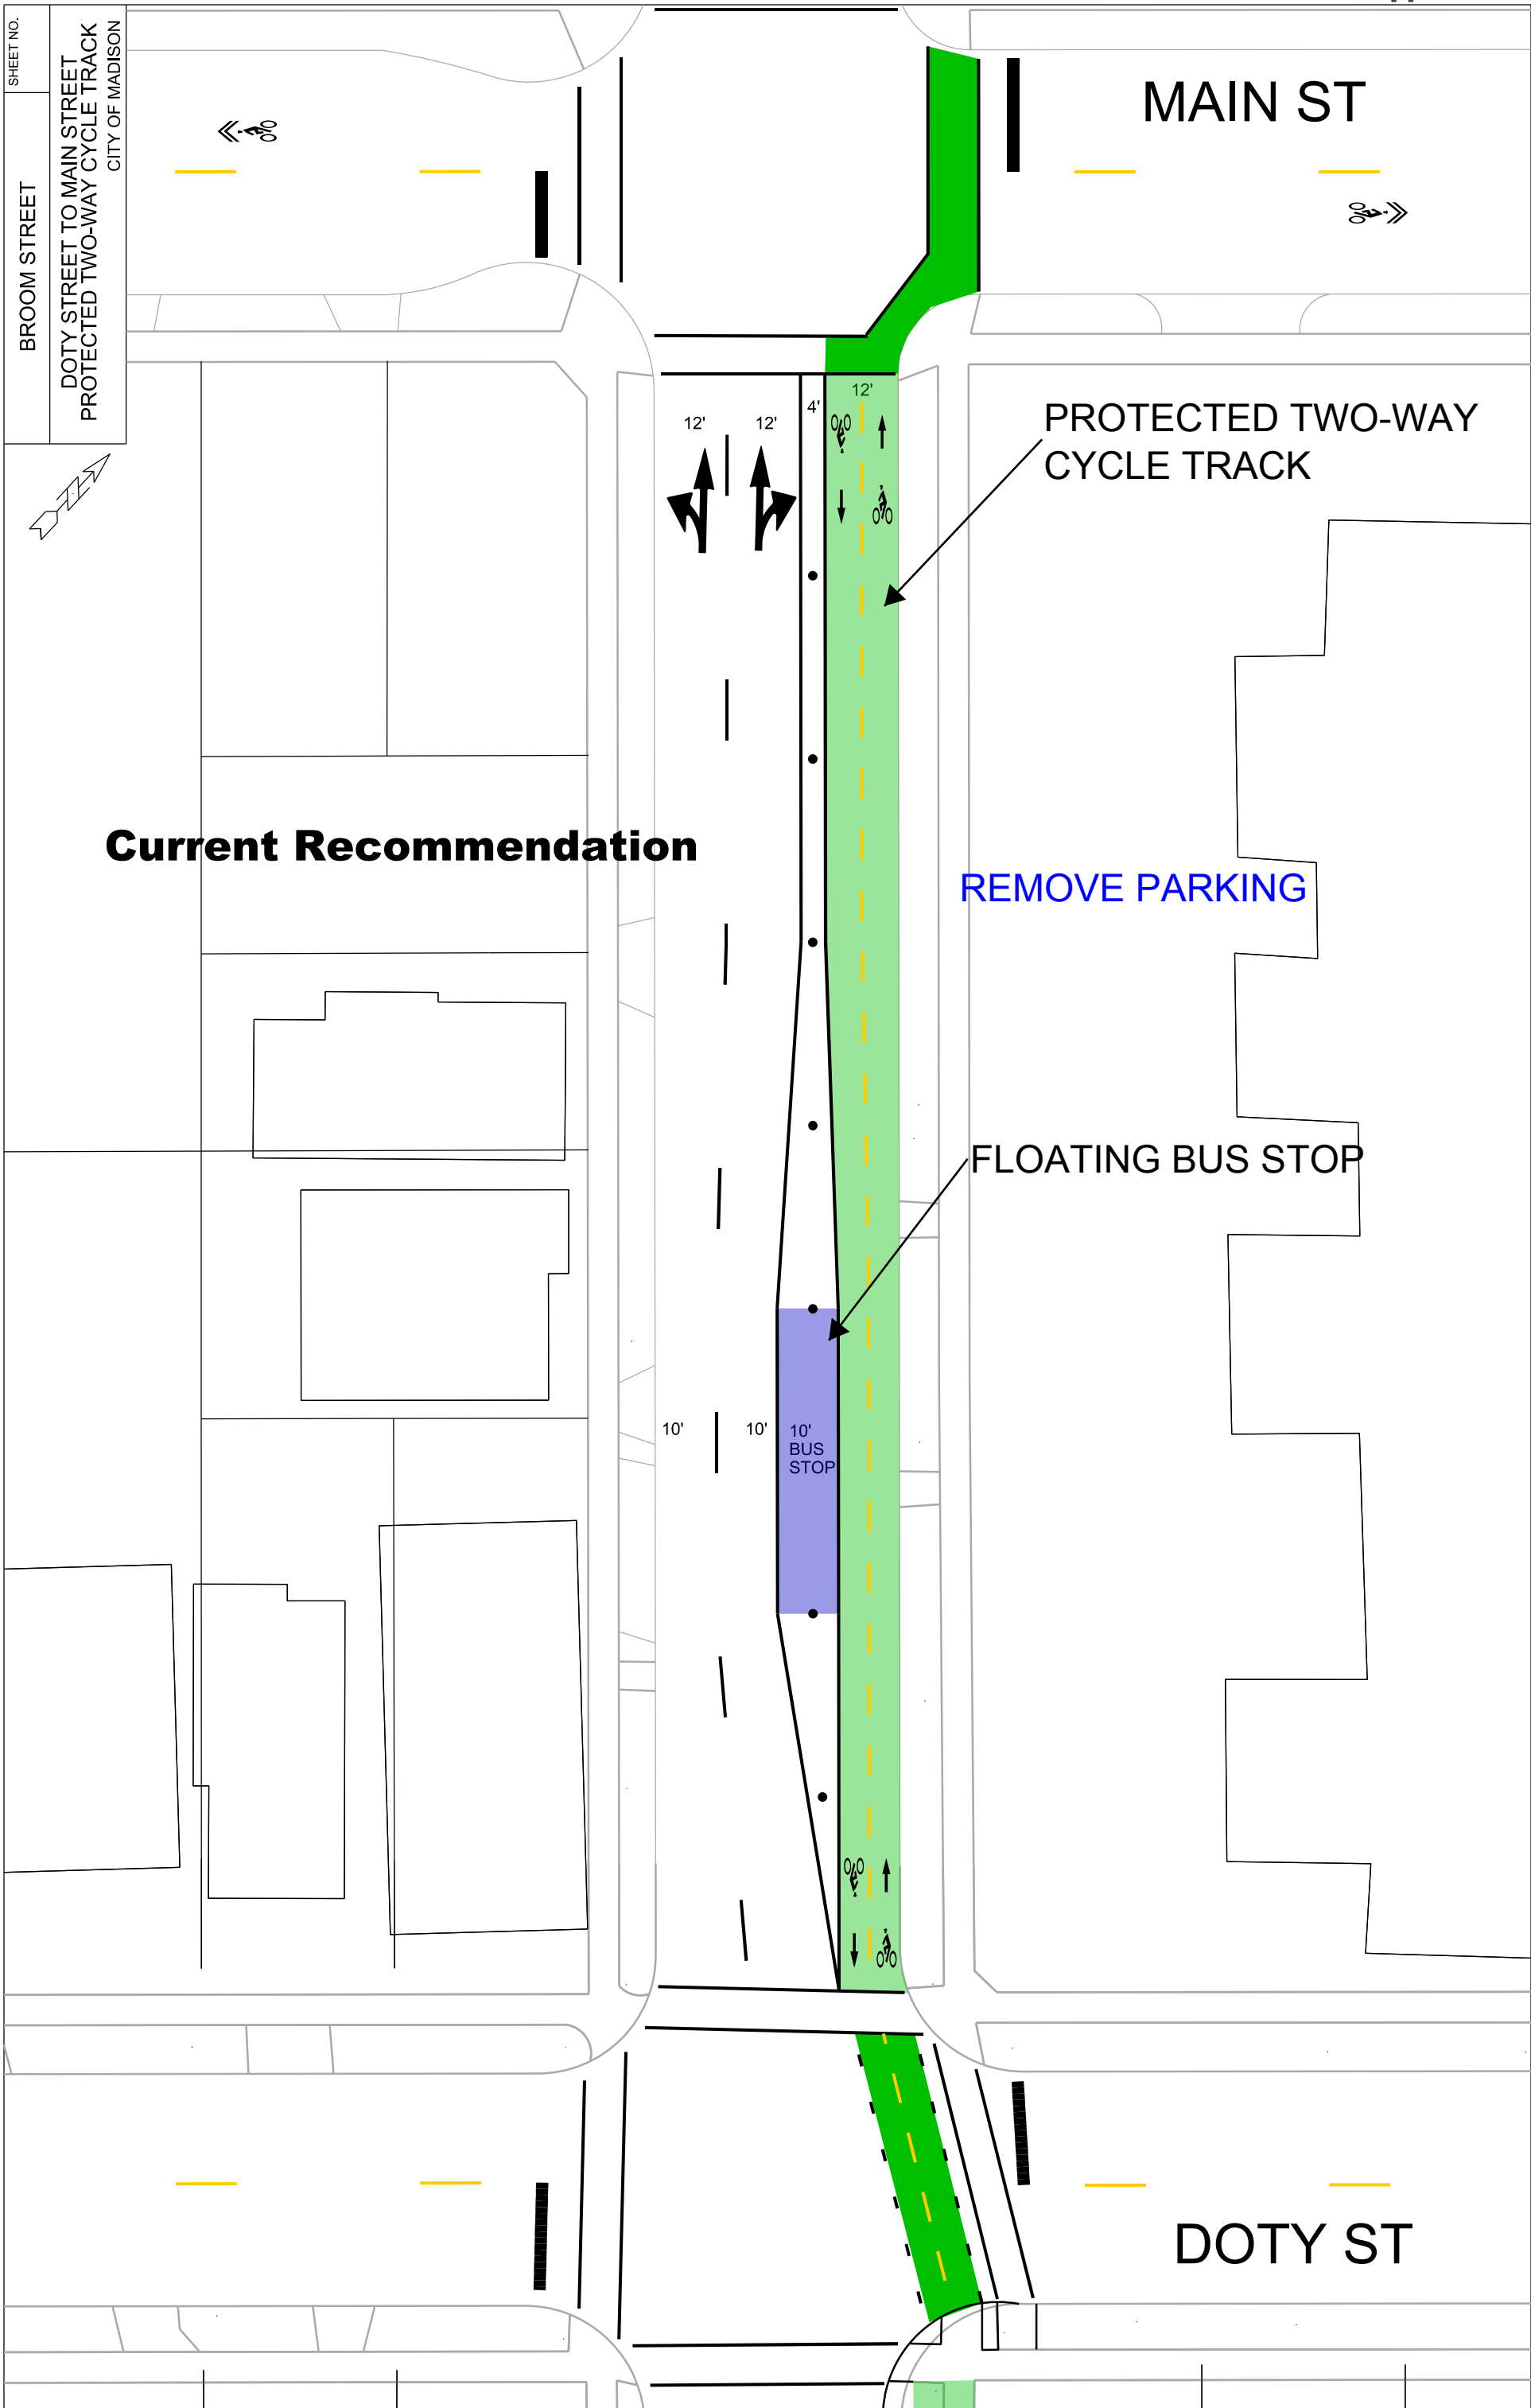 SHEET NO.
BROOM STREET
DOTY STREET TO MAIN STREET
PROTECTED TWO-WAY CYCLE TRACK
CITY OF MADISON
MAIN ST
12'
4'
12'
12'
PROTECTED TWO-WAY
CYCLE TRACK
Current Recommendation
REMOVE PARKING
FLOATING BUS STOP
10'
10'
10'
BUS
STOP
DOTY ST